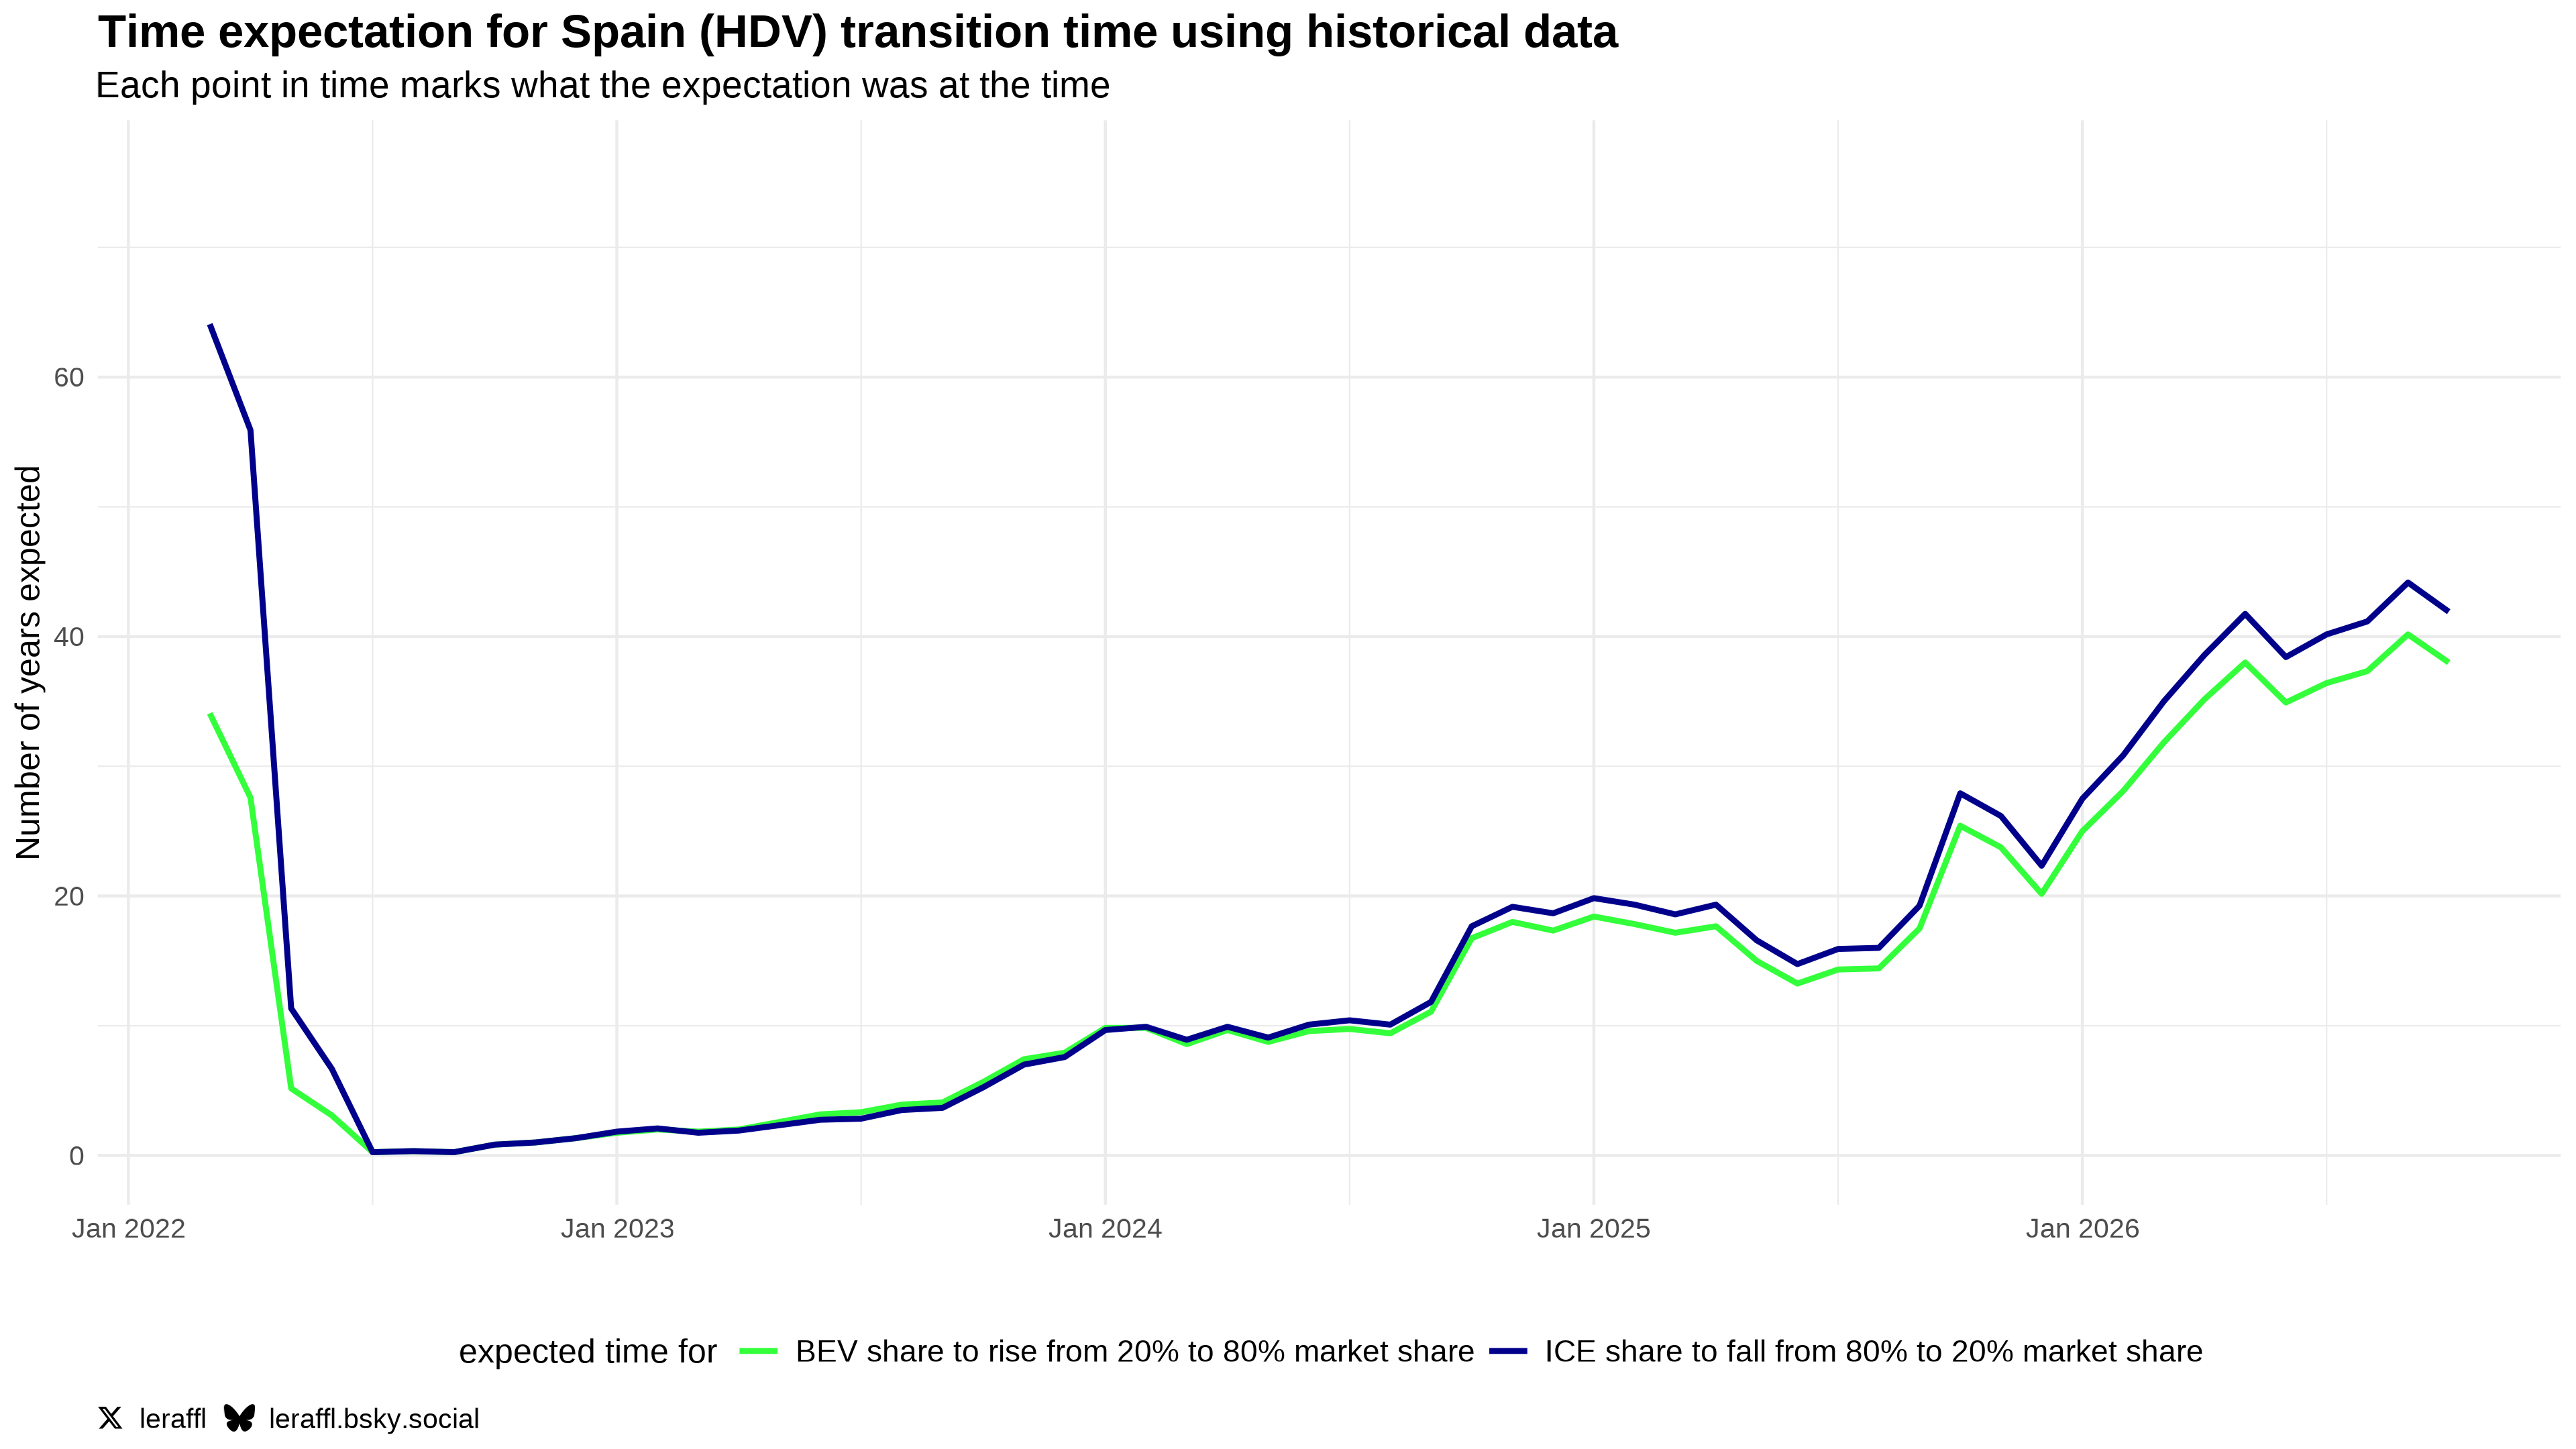 Time expectation for Spain (HDV) transition time using historical data
Each point in time marks what the expectation was at the time
Number of years expected
60
40
20
0
Jan 2022 Jan 2023 Jan 2024 Jan 2025 Jan 2026
expected time for BEV share to rise from 20% to 80% market share ICE share to fall from 80% to 20% market share
leraffl leraffl.bsky.social